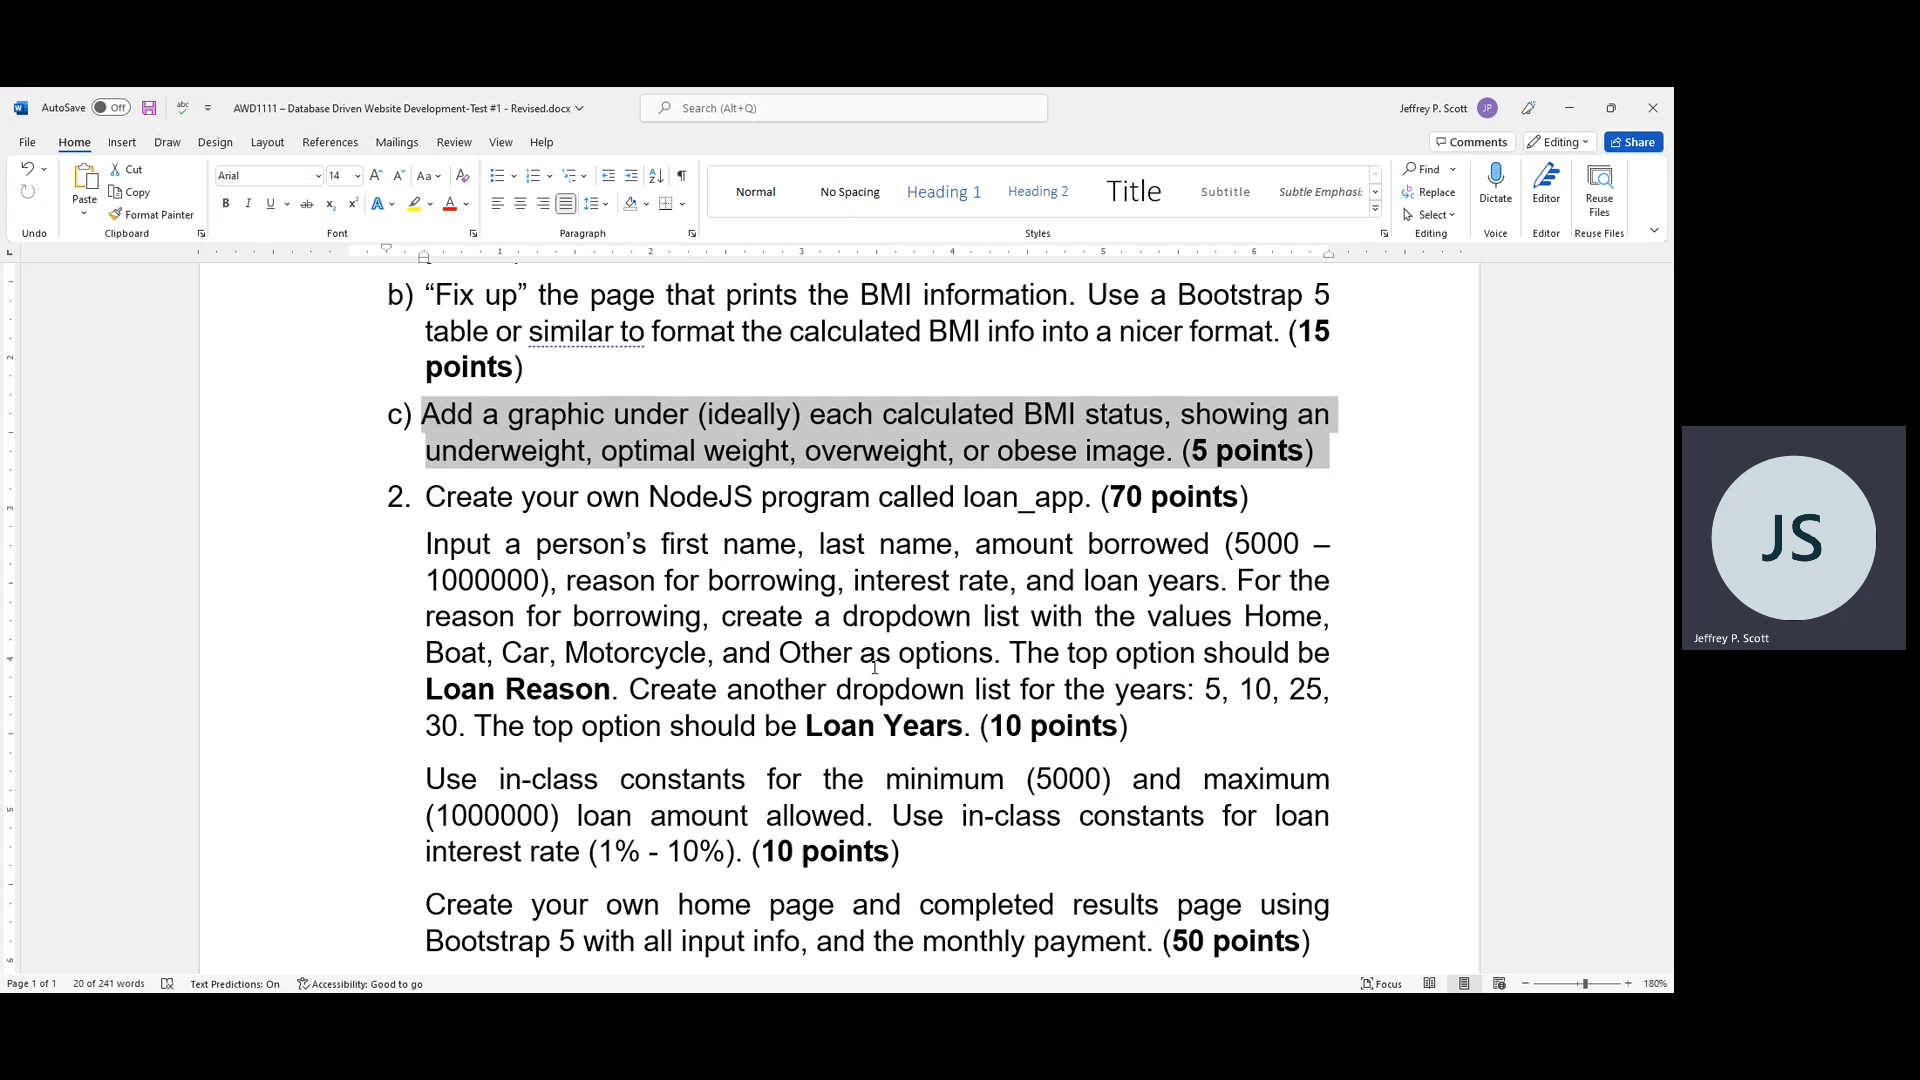 AutoSave Off AWD1111 – Database Driven Website Development-Test #1 - Revised.docx Search (Alt+Q) Jeffrey P. Scott JP
File Home Insert Draw Design Layout References Mailings Review View Help Comments Editing Share
Undo
Paste Cut Copy Format Painter
Clipboard
Arial 14
Font
Paragraph
Normal No Spacing Heading 1 Heading 2 Title Subtitle Subtle Emphasi
Styles
Find Replace Select
Editing
Dictate
Voice
Editor
Editor
Reuse Files
Reuse Files
1 2 3 4 5 6
b) “Fix up” the page that prints the BMI information. Use a Bootstrap 5
table or similar to format the calculated BMI info into a nicer format. (15
points)
c) Add a graphic under (ideally) each calculated BMI status, showing an
underweight, optimal weight, overweight, or obese image. (5 points)
2. Create your own NodeJS program called loan_app. (70 points)
Input a person’s first name, last name, amount borrowed (5000 –
1000000), reason for borrowing, interest rate, and loan years. For the
reason for borrowing, create a dropdown list with the values Home,
Boat, Car, Motorcycle, and Other as options. The top option should be
Loan Reason. Create another dropdown list for the years: 5, 10, 25,
30. The top option should be Loan Years. (10 points)
Use in-class constants for the minimum (5000) and maximum
(1000000) loan amount allowed. Use in-class constants for loan
interest rate (1% - 10%). (10 points)
Create your own home page and completed results page using
Bootstrap 5 with all input info, and the monthly payment. (50 points)
JS
Jeffrey P. Scott
Page 1 of 1 20 of 241 words Text Predictions: On Accessibility: Good to go Focus 180%